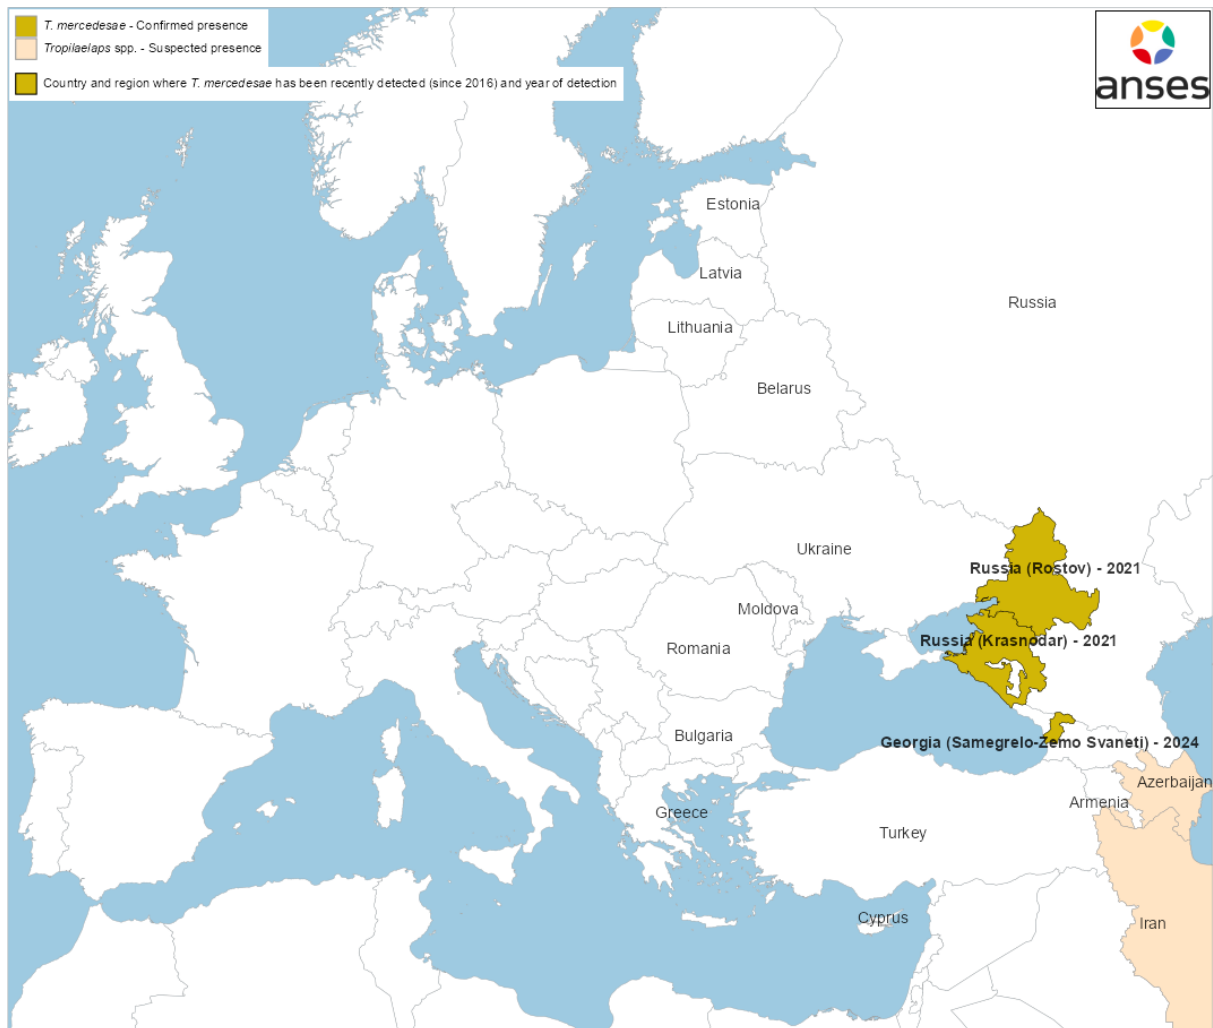 T. mercedesae - Confirmed presence
Tropilaelaps spp. - Suspected presence
Country and region where T. mercedesae has been recently detected (since 2016) and year of detection
anses
Estonia
Latvia
Russia
Lithuania
Belarus
Ukraine
Russia (Rostov) - 2021
Moldova
Russia (Krasnodar) - 2021
Romania
Bulgaria
Georgia (Samegrelo-Zemo Svaneti) - 2024
Azerbaijan
Armenia
Greece
Turkey
Cyprus
Iran